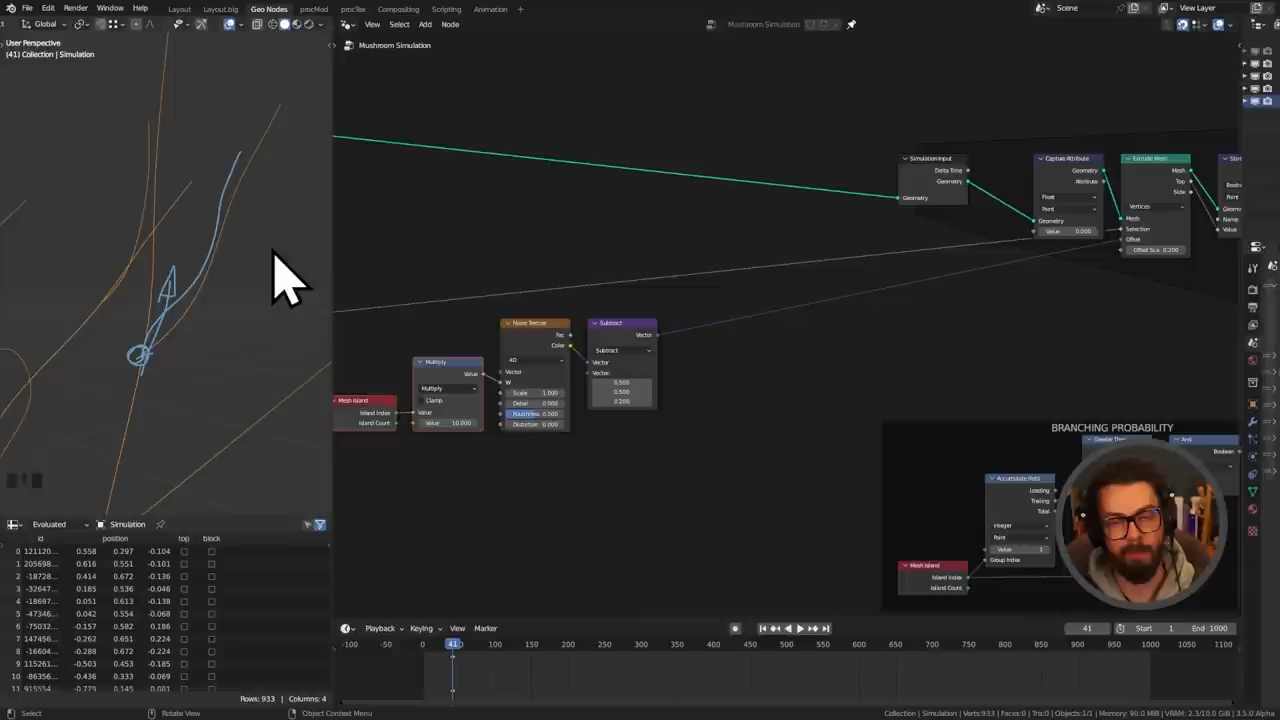 File Edit Render Window Help Layout Layout.big Geo Nodes procMod procTex Compositing Scripting Animation + Scene View Layer
Global View Select Add Node Mushroom Simulation
User Perspective
(41) Collection | Simulation
Mushroom Simulation
Simulation Input
Delta Time
Geometry
Geometry
Capture Attribute
Geometry
Attribute
Float
Point
Geometry
Value 0.000
Extrude Mesh
Mesh
Top
Side
Vertices
Mesh
Selection
Offset
Offset Sca 0.200
Mesh Island
Island Index
Island Count
Multiply
Value
Multiply
Clamp
Value
Value 10.000
Noise Texture
Fac
Color
4D
Vector
W
Scale 1.000
Detail 0.000
Roughness 0.500
Distortion 0.000
Subtract
Vector
Subtract
Vector
Vector:
0.500
0.500
0.200
BRANCHING PROBABILITY
And
Boolean
Accumulate Field
Leading
Trailing
Total
Integer
Point
Value 1
Group Index
Mesh Island
Island Index
Island Count
Evaluated Simulation
id position top block
0 121120... 0.558 0.297 -0.104
1 205698... 0.616 0.551 -0.101
2 -18728... 0.414 0.672 -0.136
3 -32647... 0.185 0.536 -0.046
4 -18697... 0.051 0.613 -0.138
5 -47346... 0.042 0.554 -0.068
6 -75032... -0.157 0.582 0.186
7 147456... -0.262 0.651 0.224
8 -16604... -0.288 0.672 -0.224
9 115261... -0.503 0.453 -0.185
10 -86356... -0.436 0.333 -0.069
Rows: 933 | Columns: 4
Playback Keying View Marker 41 Start 1 End 1000
-100 -50 0 41 100 150 200 250 300 350 400 450 500 550 600 650 700 750 800 850 900 950 1000 1050 1100
Select Rotate View Object Context Menu Collection | Simulation | Verts:933 | Faces:0 | Tris:0 | Objects:1/1 | Memory: 90.0 MiB | VRAM: 2.3/10.0 GiB | 3.5.0 Alpha